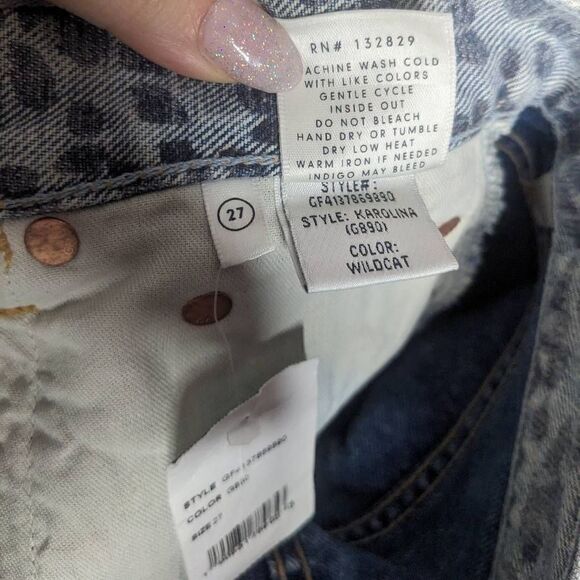 RN# 132829
MACHINE WASH COLD
WITH LIKE COLORS
GENTLE CYCLE
INSIDE OUT
DO NOT BLEACH
HAND DRY OR TUMBLE
DRY LOW HEAT
WARM IRON IF NEEDED
INDIGO MAY BLEED
STYLE#:
GF4137869890
STYLE: KAROLINA
(G890)
COLOR:
WILDCAT
27
STYLE GF4137869890
COLOR (G890)
SIZE 27